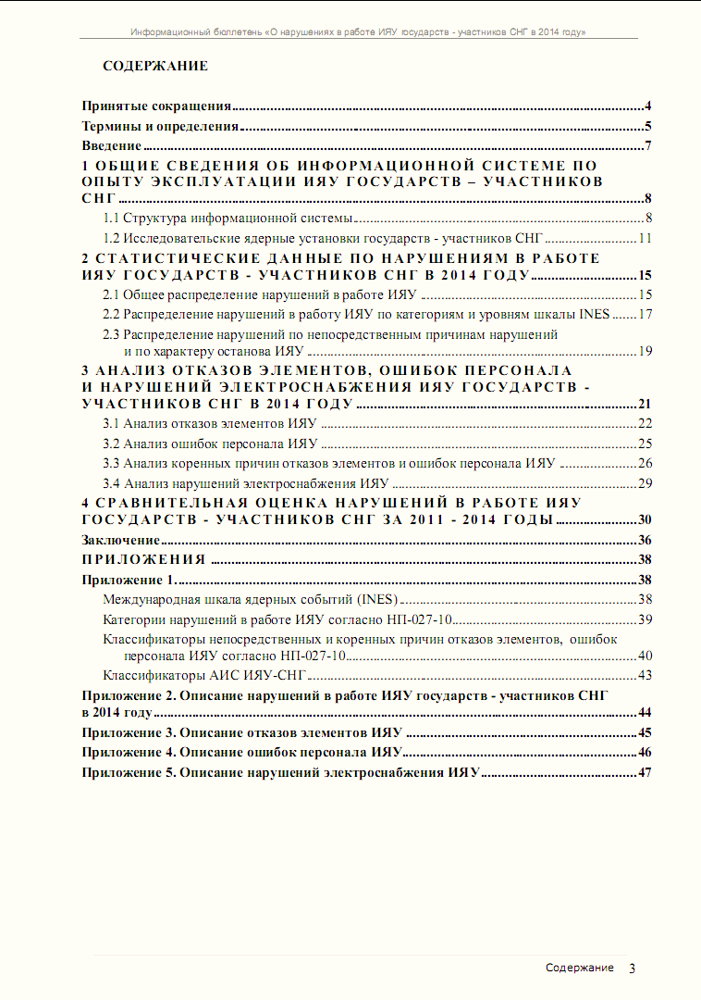 Информационный бюллетень «О нарушениях в работе ИЯУ государств - участников СНГ в 2014 году»
СОДЕРЖАНИЕ
Принятые сокращения 4
Термины и определения 5
Введение 7
1 ОБЩИЕ СВЕДЕНИЯ ОБ ИНФОРМАЦИОННОЙ СИСТЕМЕ ПО
ОПЫТУ ЭКСПЛУАТАЦИИ ИЯУ ГОСУДАРСТВ – УЧАСТНИКОВ
СНГ 8
1.1 Структура информационной системы 8
1.2 Исследовательские ядерные установки государств - участников СНГ 11
2 СТАТИСТИЧЕСКИЕ ДАННЫЕ ПО НАРУШЕНИЯМ В РАБОТЕ
ИЯУ ГОСУДАРСТВ - УЧАСТНИКОВ СНГ В 2014 ГОДУ 15
2.1 Общее распределение нарушений в работе ИЯУ 15
2.2 Распределение нарушений в работу ИЯУ по категориям и уровням шкалы INES 17
2.3 Распределение нарушений по непосредственным причинам нарушений
и по характеру останова ИЯУ 19
3 АНАЛИЗ ОТКАЗОВ ЭЛЕМЕНТОВ, ОШИБОК ПЕРСОНАЛА
И НАРУШЕНИЙ ЭЛЕКТРОСНАБЖЕНИЯ ИЯУ ГОСУДАРСТВ -
УЧАСТНИКОВ СНГ В 2014 ГОДУ 21
3.1 Анализ отказов элементов ИЯУ 22
3.2 Анализ ошибок персонала ИЯУ 25
3.3 Анализ коренных причин отказов элементов и ошибок персонала ИЯУ 26
3.4 Анализ нарушений электроснабжения ИЯУ 29
4 СРАВНИТЕЛЬНАЯ ОЦЕНКА НАРУШЕНИЙ В РАБОТЕ ИЯУ
ГОСУДАРСТВ - УЧАСТНИКОВ СНГ ЗА 2011 - 2014 ГОДЫ 30
Заключение 36
ПРИЛОЖЕНИЯ 38
Приложение 1. 38
Международная шкала ядерных событий (INES) 38
Категории нарушений в работе ИЯУ согласно НП-027-10 39
Классификаторы непосредственных и коренных причин отказов элементов, ошибок
персонала ИЯУ согласно НП-027-10 40
Классификаторы АИС ИЯУ-СНГ 43
Приложение 2. Описание нарушений в работе ИЯУ государств - участников СНГ
в 2014 году 44
Приложение 3. Описание отказов элементов ИЯУ 45
Приложение 4. Описание ошибок персонала ИЯУ 46
Приложение 5. Описание нарушений электроснабжения ИЯУ 47
Содержание 3